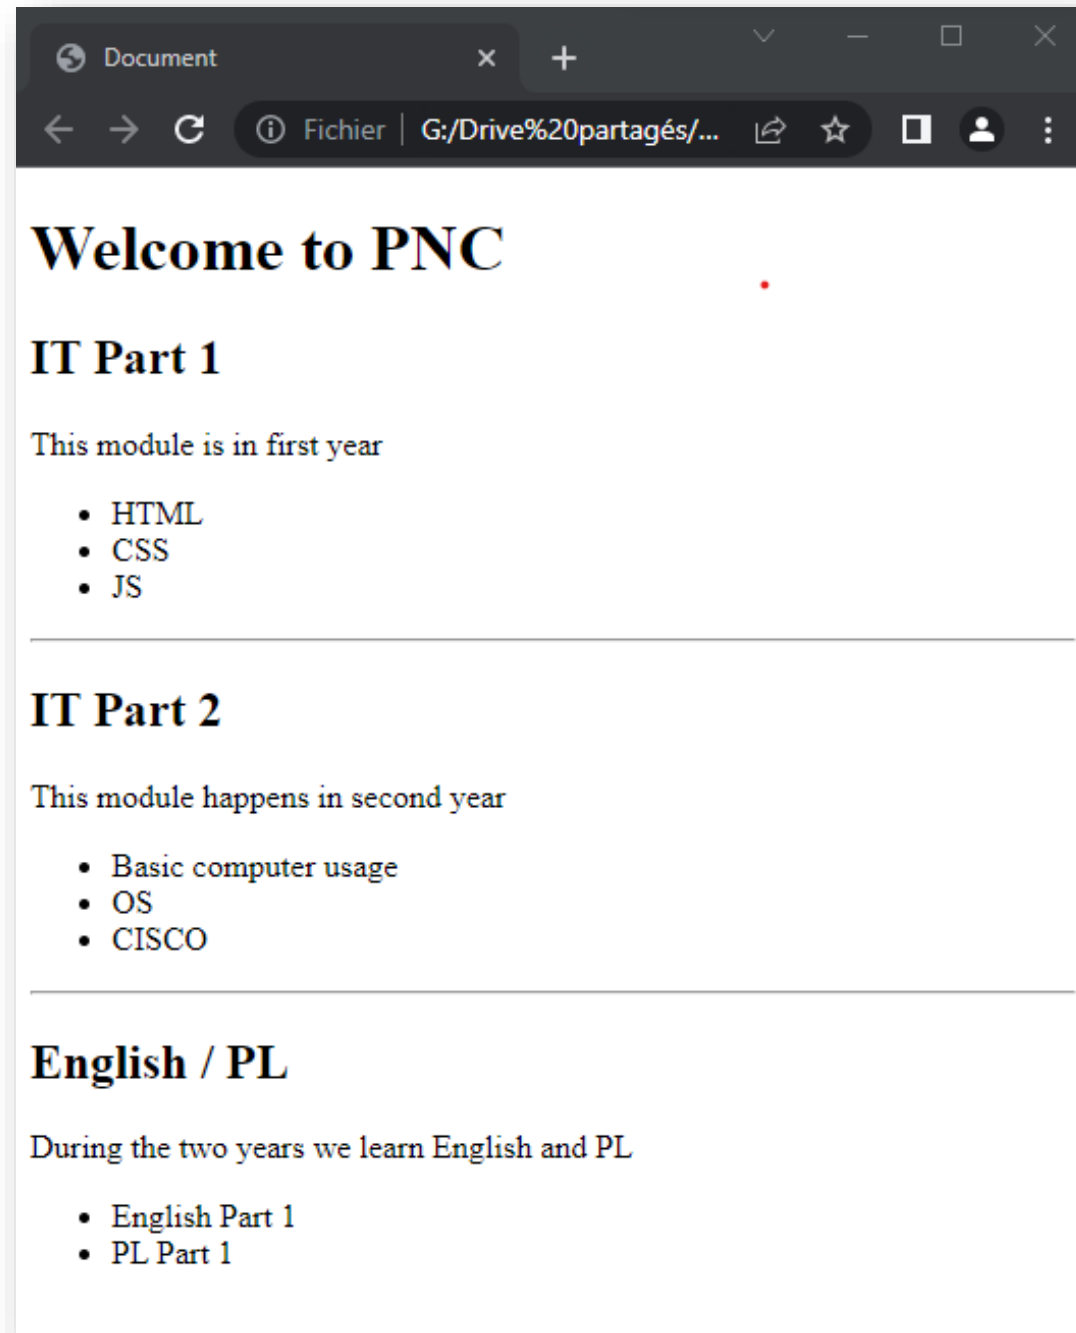 Document
Fichier | G:/Drive%20partagés/...
Welcome to PNC
IT Part 1
This module is in first year
• HTML
• CSS
• JS
IT Part 2
This module happens in second year
• Basic computer usage
• OS
• CISCO
English / PL
During the two years we learn English and PL
• English Part 1
• PL Part 1